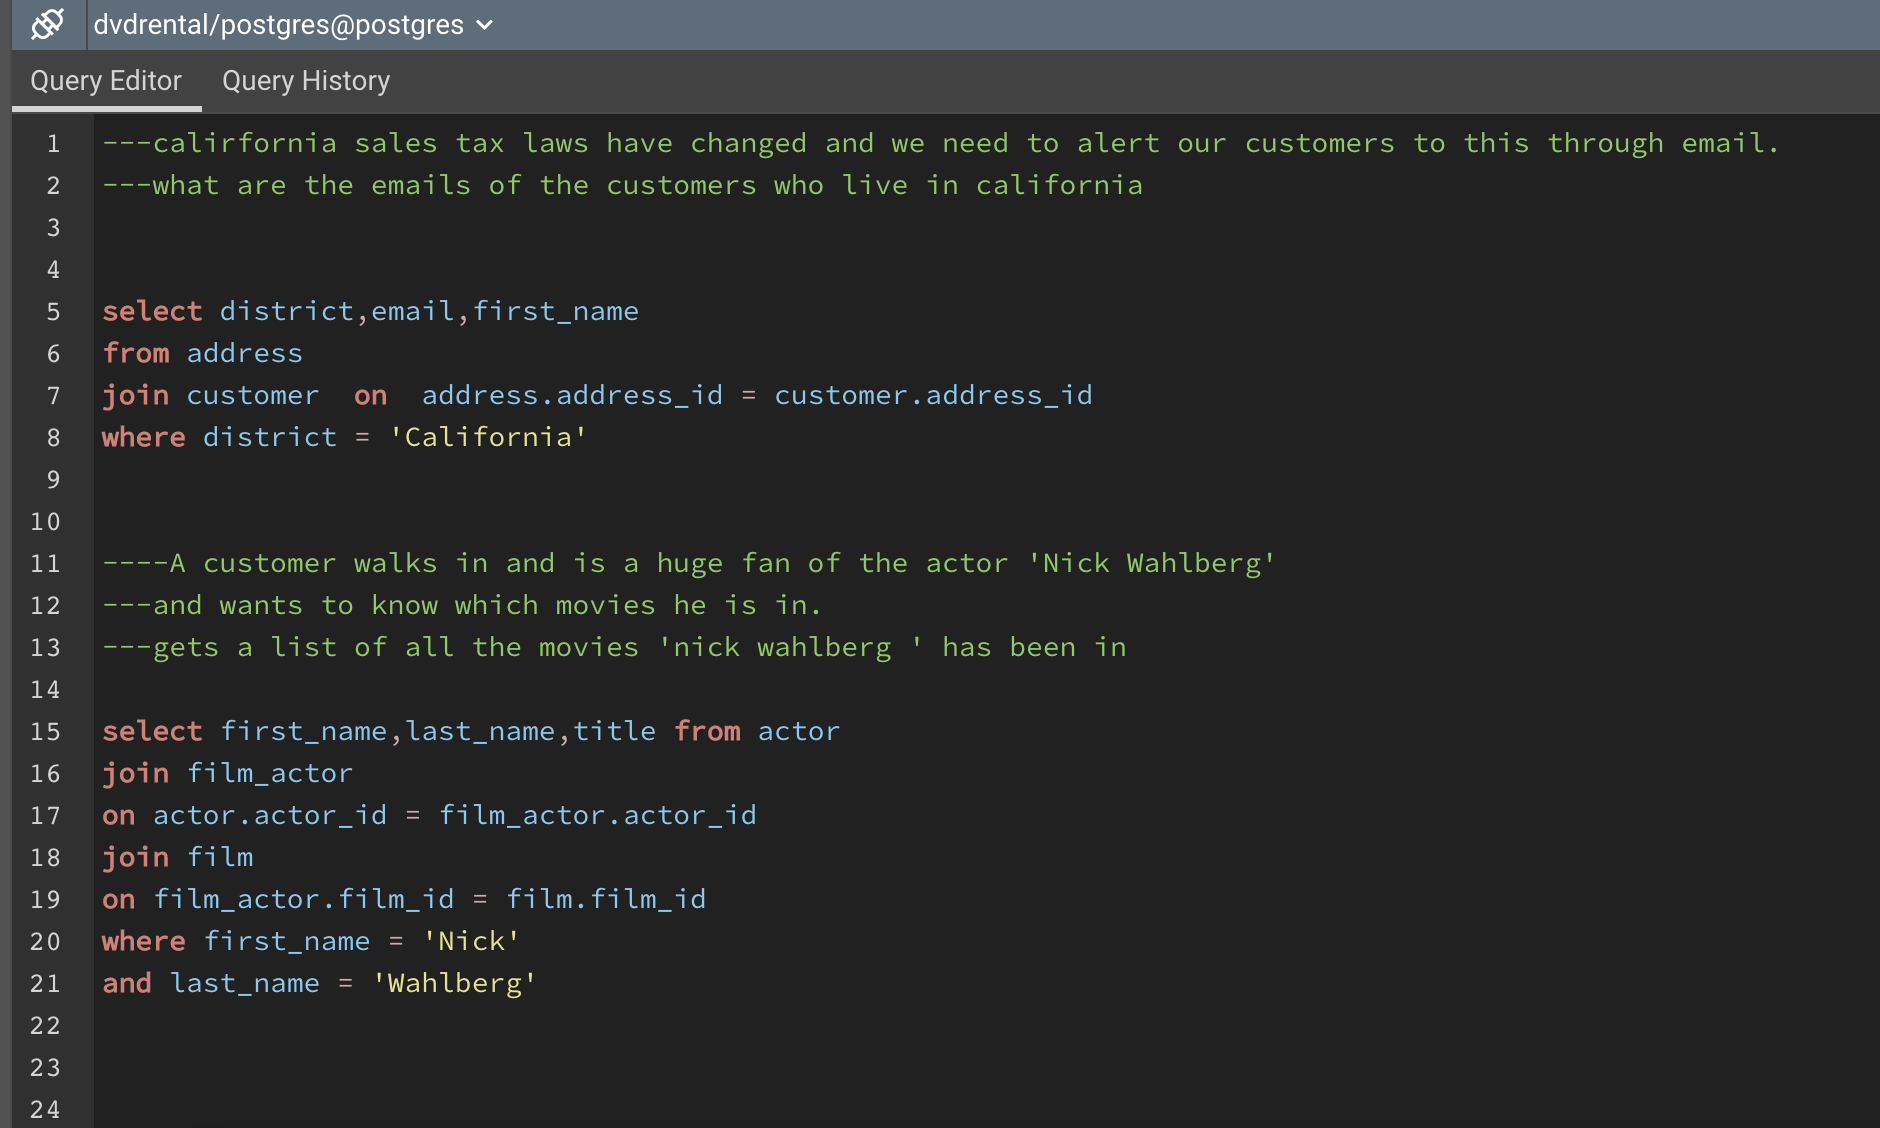 dvdrental/postgres@postgres
Query Editor Query History
1 ---calirfornia sales tax laws have changed and we need to alert our customers to this through email.
2 ---what are the emails of the customers who live in california
3
4
5 select district,email,first_name
6 from address
7 join customer  on  address.address_id = customer.address_id
8 where district = 'California'
9
10
11 ----A customer walks in and is a huge fan of the actor 'Nick Wahlberg'
12 ---and wants to know which movies he is in.
13 ---gets a list of all the movies 'nick wahlberg ' has been in
14
15 select first_name,last_name,title from actor
16 join film_actor
17 on actor.actor_id = film_actor.actor_id
18 join film
19 on film_actor.film_id = film.film_id
20 where first_name = 'Nick'
21 and last_name = 'Wahlberg'
22
23
24